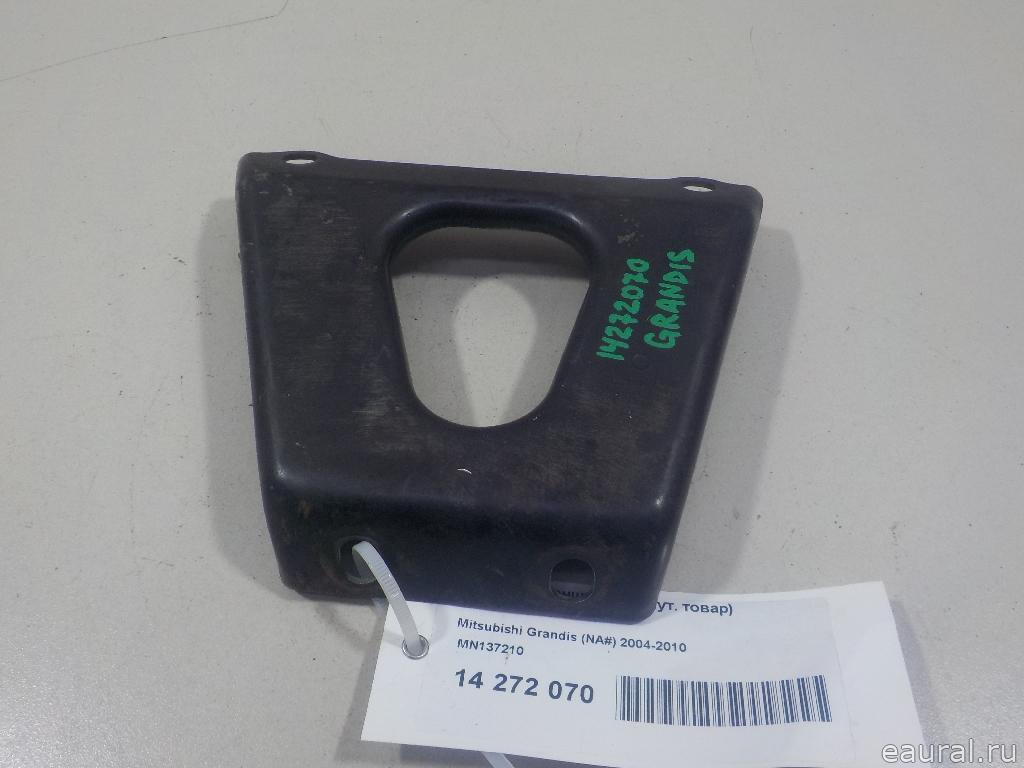 14272070
GRANDIS
ут. товар)
Mitsubishi Grandis (NA#) 2004-2010
MN137210
14 272 070
eaural.ru